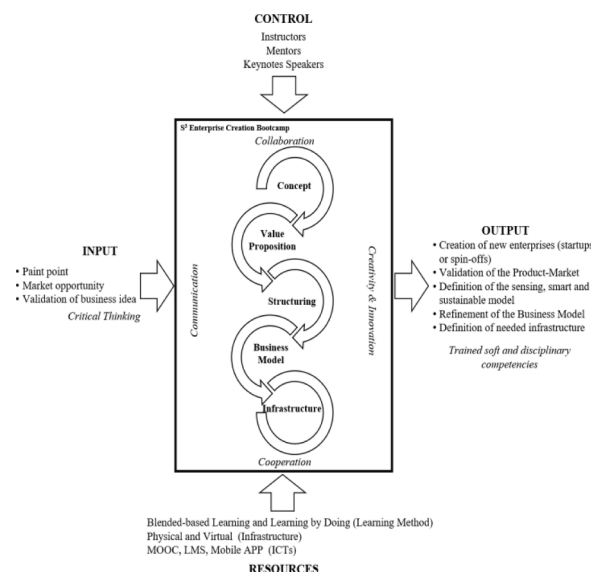 CONTROL
Instructors
Mentors
Keynotes Speakers
S³ Enterprise Creation Bootcamp
Collaboration
Concept
Value
Proposition
Structuring
Business
Model
Infrastructure
Cooperation
Communication
Creativity & Innovation
INPUT
• Paint point
• Market opportunity
• Validation of business idea
Critical Thinking
OUTPUT
• Creation of new enterprises (startups
or spin-offs)
• Validation of the Product-Market
• Definition of the sensing, smart and
sustainable model
• Refinement of the Business Model
• Definition of needed infrastructure
Trained soft and disciplinary
competencies
Blended-based Learning and Learning by Doing (Learning Method)
Physical and Virtual (Infrastructure)
MOOC, LMS, Mobile APP (ICTs)
RESOURCES